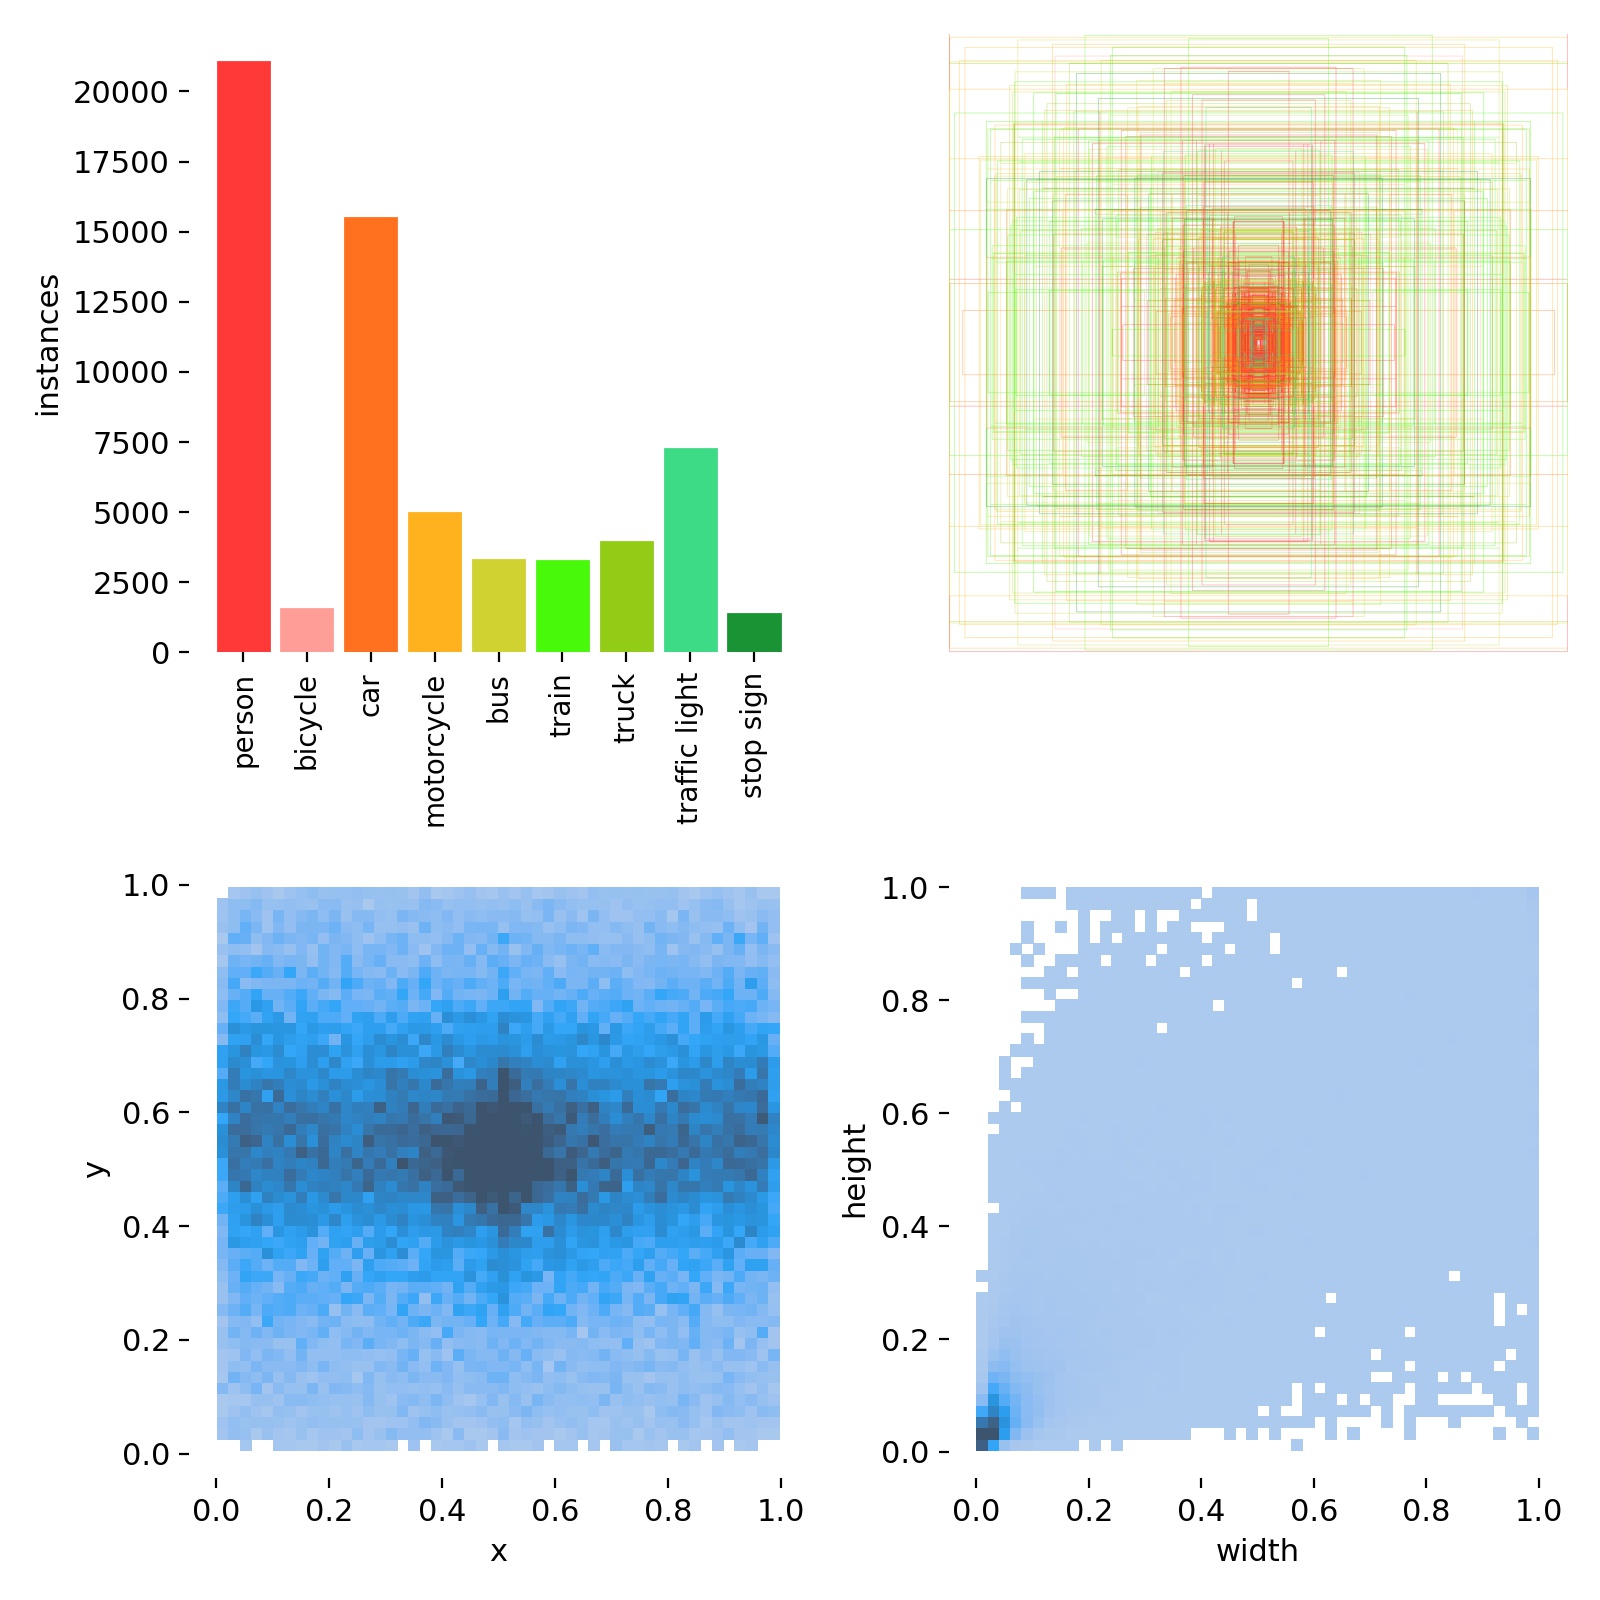 instances
20000
17500
15000
12500
10000
7500
5000
2500
0
person
bicycle
car
motorcycle
bus
train
truck
traffic light
stop sign
y
1.0
0.8
0.6
0.4
0.2
0.0
0.0 0.2 0.4 0.6 0.8 1.0
x
height
1.0
0.8
0.6
0.4
0.2
0.0
0.0 0.2 0.4 0.6 0.8 1.0
width